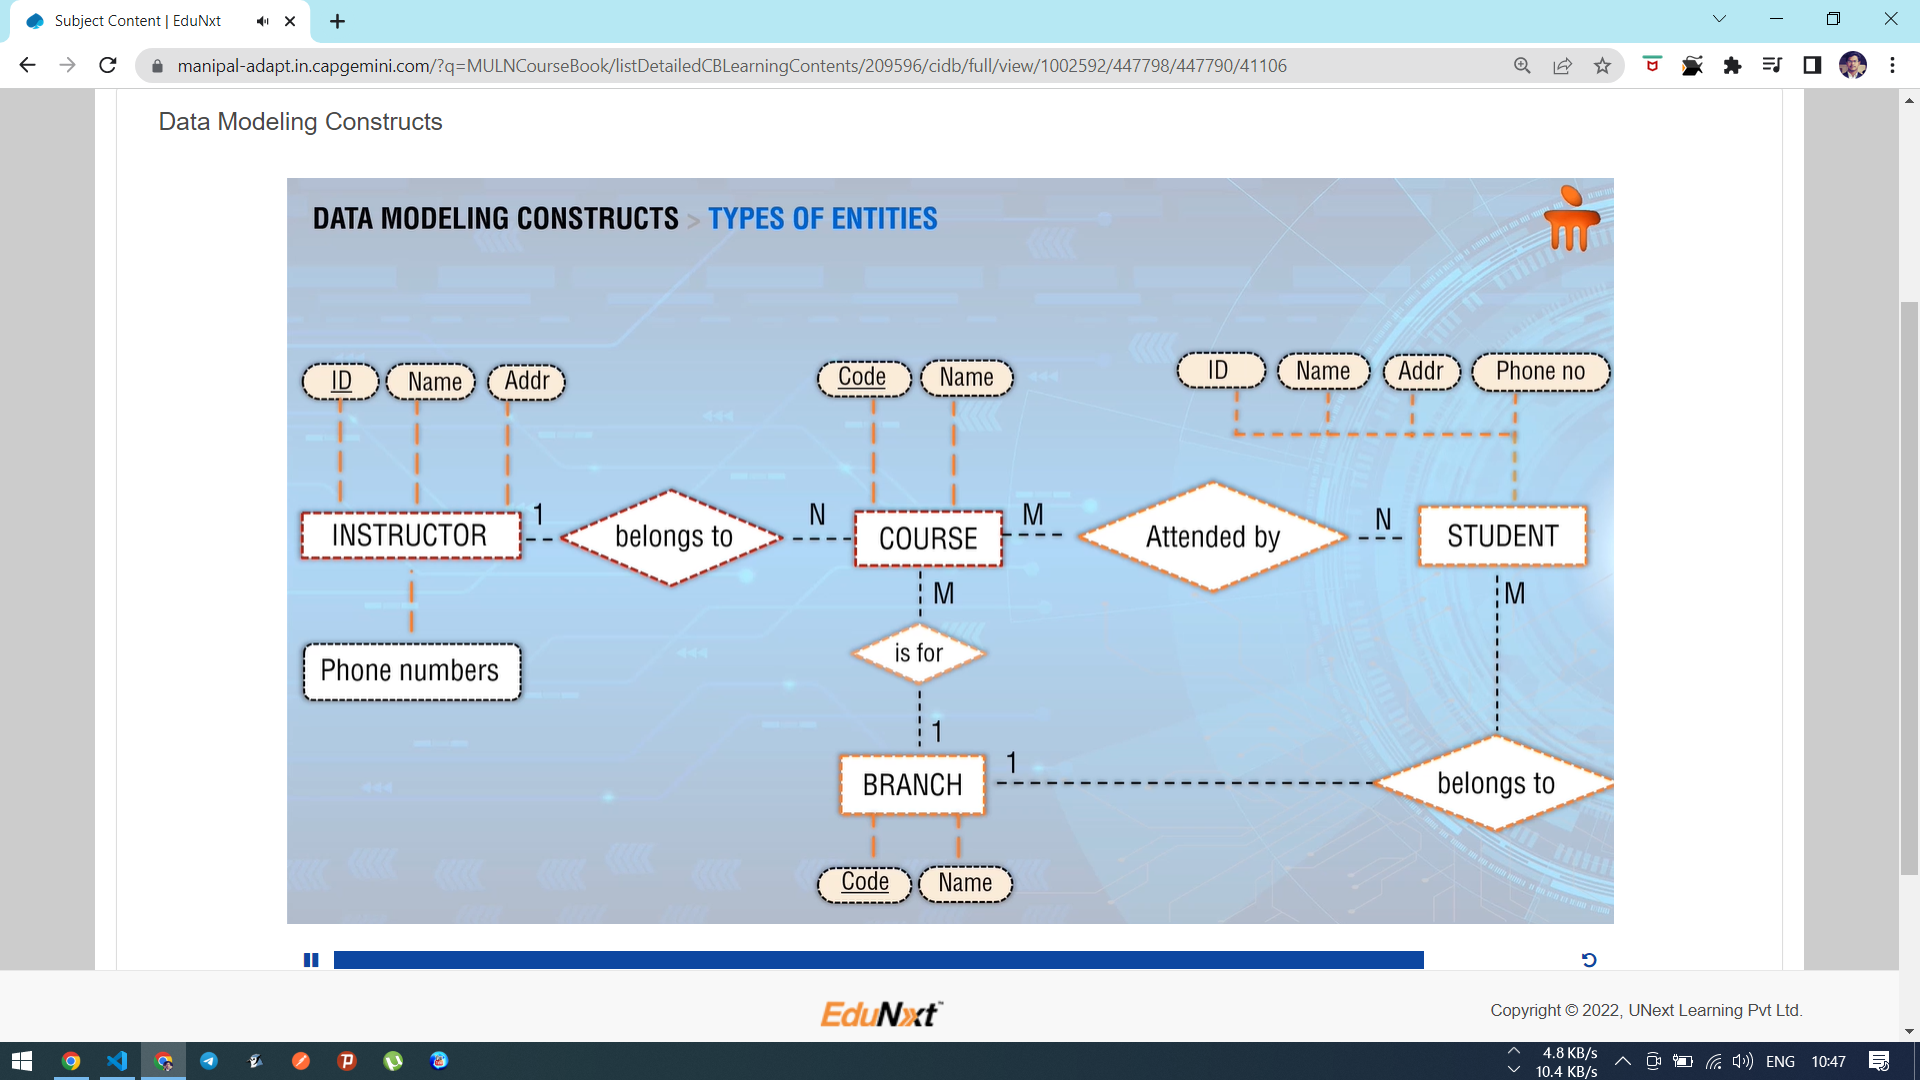 Subject Content | EduNxt
manipal-adapt.in.capgemini.com/?q=MULNCourseBook/listDetailedCBLearningContents/209596/cidb/full/view/1002592/447798/447790/41106
Data Modeling Constructs
DATA MODELING CONSTRUCTS > TYPES OF ENTITIES
ID Name Addr
Code Name
ID Name Addr Phone no
INSTRUCTOR 1 belongs to N COURSE M Attended by N STUDENT
M
M
is for
Phone numbers
1
1
BRANCH
belongs to
Code Name
EduNxt
Copyright © 2022, UNext Learning Pvt Ltd.
4.8 KB/s
10.4 KB/s
ENG
10:47